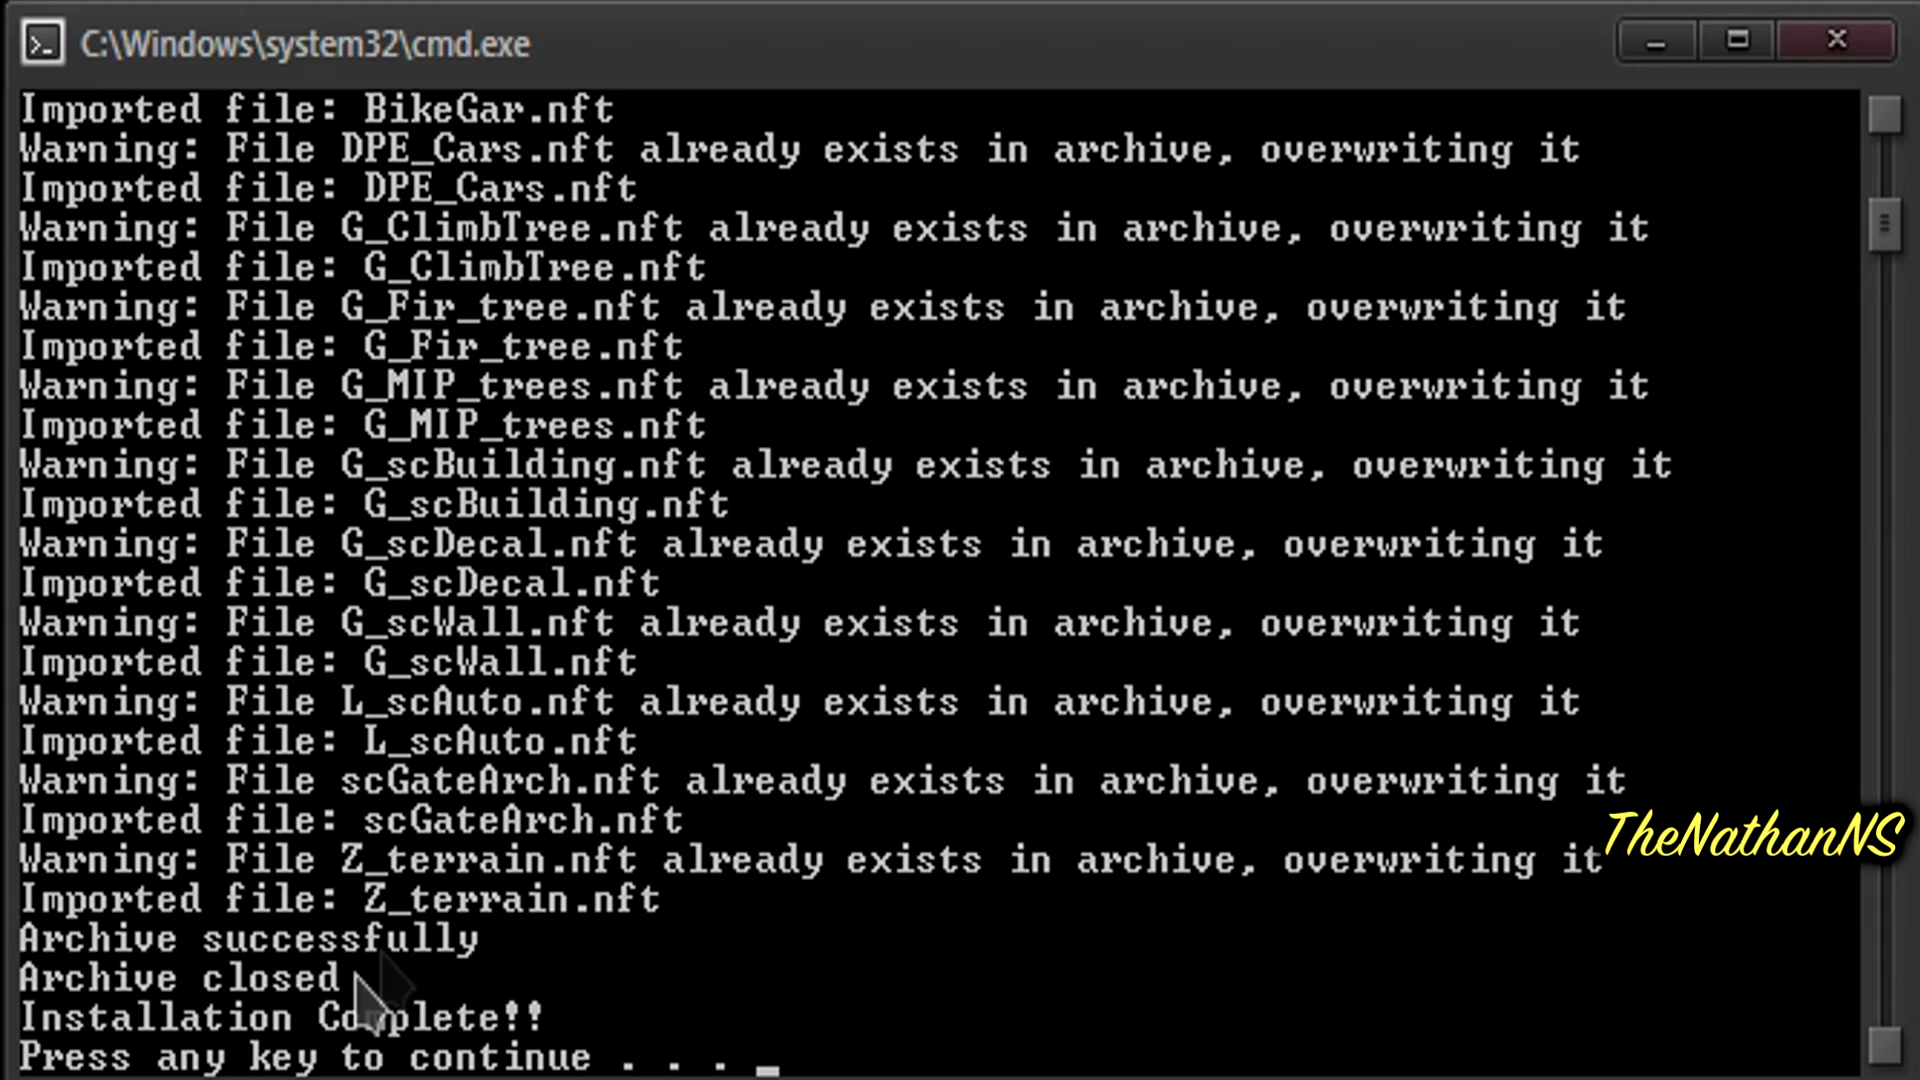 C:\Windows\system32\cmd.exe
Imported file: BikeGar.nft
Warning: File DPE_Cars.nft already exists in archive, overwriting it
Imported file: DPE_Cars.nft
Warning: File G_ClimbTree.nft already exists in archive, overwriting it
Imported file: G_ClimbTree.nft
Warning: File G_Fir_tree.nft already exists in archive, overwriting it
Imported file: G_Fir_tree.nft
Warning: File G_MIP_trees.nft already exists in archive, overwriting it
Imported file: G_MIP_trees.nft
Warning: File G_scBuilding.nft already exists in archive, overwriting it
Imported file: G_scBuilding.nft
Warning: File G_scDecal.nft already exists in archive, overwriting it
Imported file: G_scDecal.nft
Warning: File G_scWall.nft already exists in archive, overwriting it
Imported file: G_scWall.nft
Warning: File L_scAuto.nft already exists in archive, overwriting it
Imported file: L_scAuto.nft
Warning: File scGateArch.nft already exists in archive, overwriting it
Imported file: scGateArch.nft
TheNathanNS
Warning: File Z_terrain.nft already exists in archive, overwriting it
Imported file: Z_terrain.nft
Archive successfully
Archive closed
Installation Complete!!
Press any key to continue . . . _